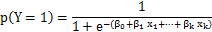 p(Y = 1) = 1 / (1 + e^−(β₀+β₁ x₁+⋯+βₖ xₖ))